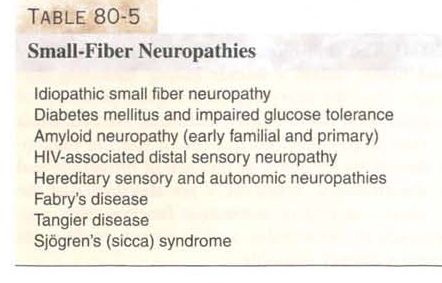 TABLE 80-5
Small-Fiber Neuropathies
Idiopathic small fiber neuropathy
Diabetes mellitus and impaired glucose tolerance
Amyloid neuropathy (early familial and primary)
HIV-associated distal sensory neuropathy
Hereditary sensory and autonomic neuropathies
Fabry's disease
Tangier disease
Sjögren's (sicca) syndrome